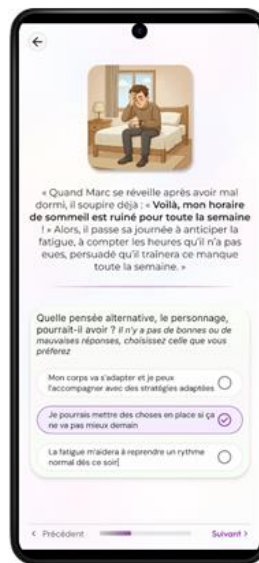 « Quand Marc se réveille après avoir mal
dormi, il soupire déjà : « Voilà, mon horaire
de sommeil est ruiné pour toute la semaine
! » Alors, il passe sa journée à anticiper la
fatigue, à compter les heures qu'il n'a pas
eues, persuadé qu'il traînera ce manque
toute la semaine. »
Quelle pensée alternative, le personnage,
pourrait-il avoir ? Il n'y a pas de bonnes ou de
mauvaises réponses, choisissez celle que vous
préferez
Mon corps va s'adapter et je peux
l'accompagner avec des stratégies adaptées
Je pourrais mettre des choses en place si ça
ne va pas mieux demain
La fatigue m'aidera à reprendre un rythme
normal dès ce soir
< Précédent
Suivant >